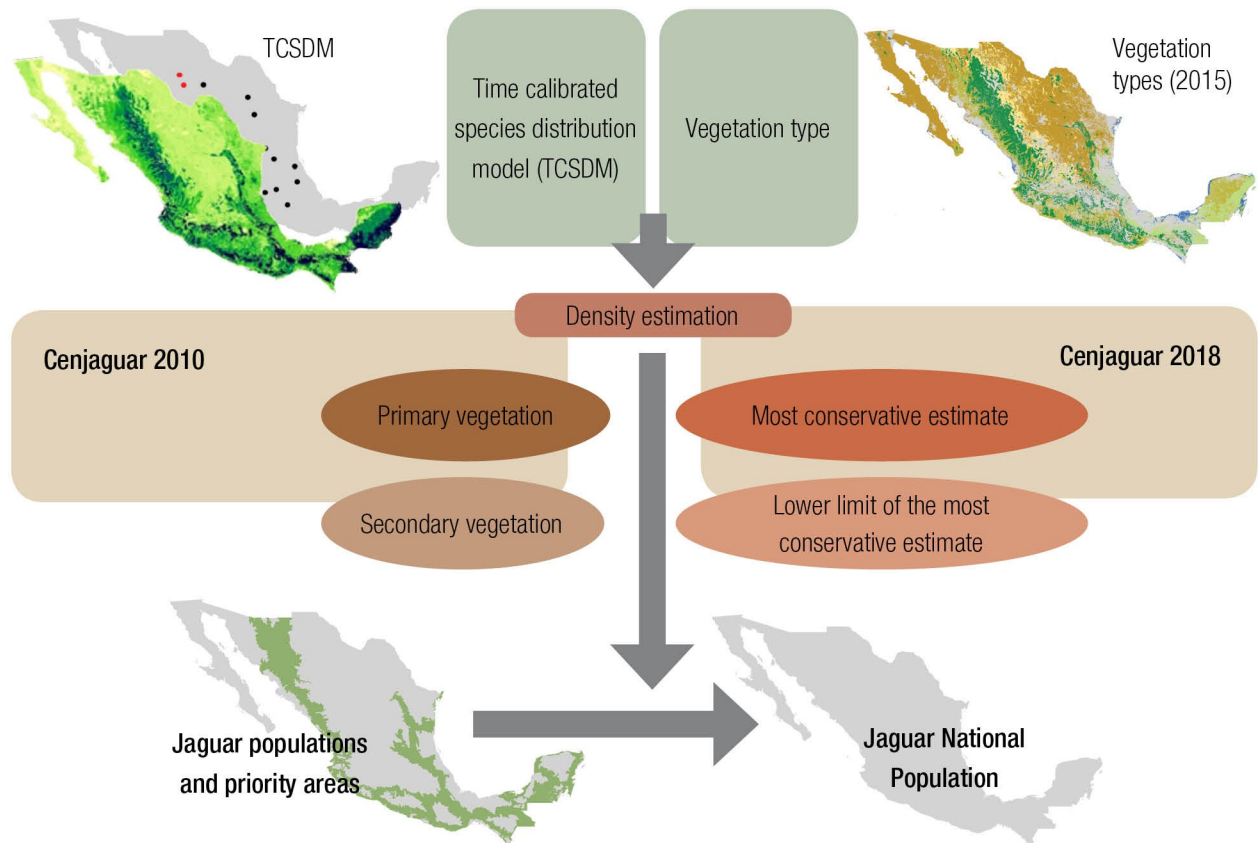 TCSDM
Time calibrated
species distribution
model (TCSDM)
Vegetation type
Vegetation
types (2015)
Density estimation
Cenjaguar 2010
Cenjaguar 2018
Primary vegetation
Most conservative estimate
Secondary vegetation
Lower limit of the most
conservative estimate
Jaguar populations
and priority areas
Jaguar National
Population